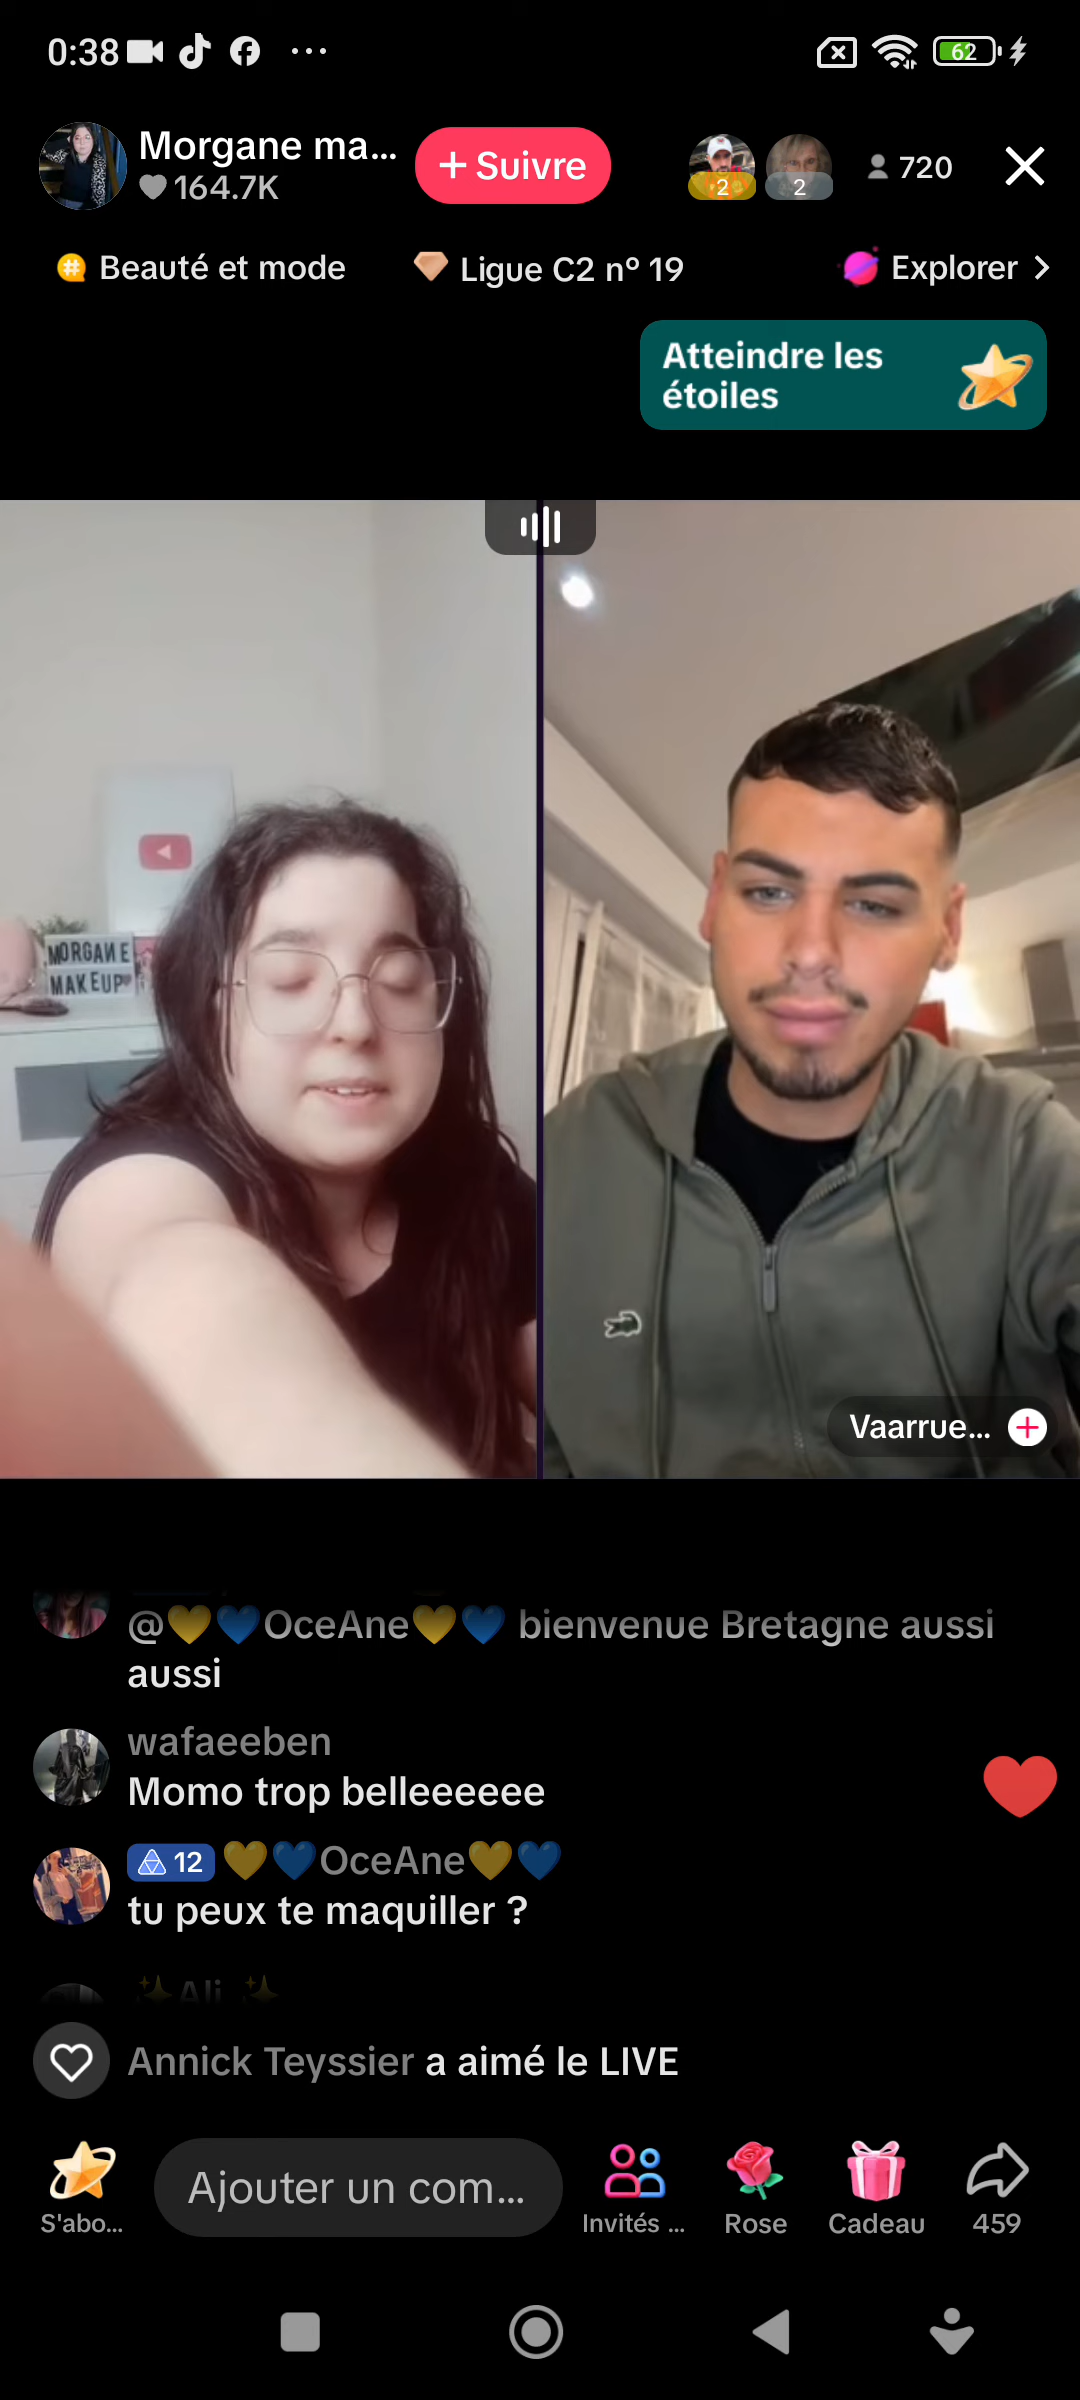 0:38
62
Morgane ma...
164.7K
+ Suivre
2
2
720
Beauté et mode
Ligue C2 nº 19
Explorer >
Atteindre les
étoiles
MORGANE
MAKEUP
Vaarrue...
@💛💙OceAne💛💙 bienvenue Bretagne aussi
aussi
wafaeeben
Momo trop belleeeeee
12 💛💙OceAne💛💙
tu peux te maquiller ?
✨Ali ✨
Annick Teyssier a aimé le LIVE
Ajouter un com...
S'abo...
Invités ...
Rose
Cadeau
459